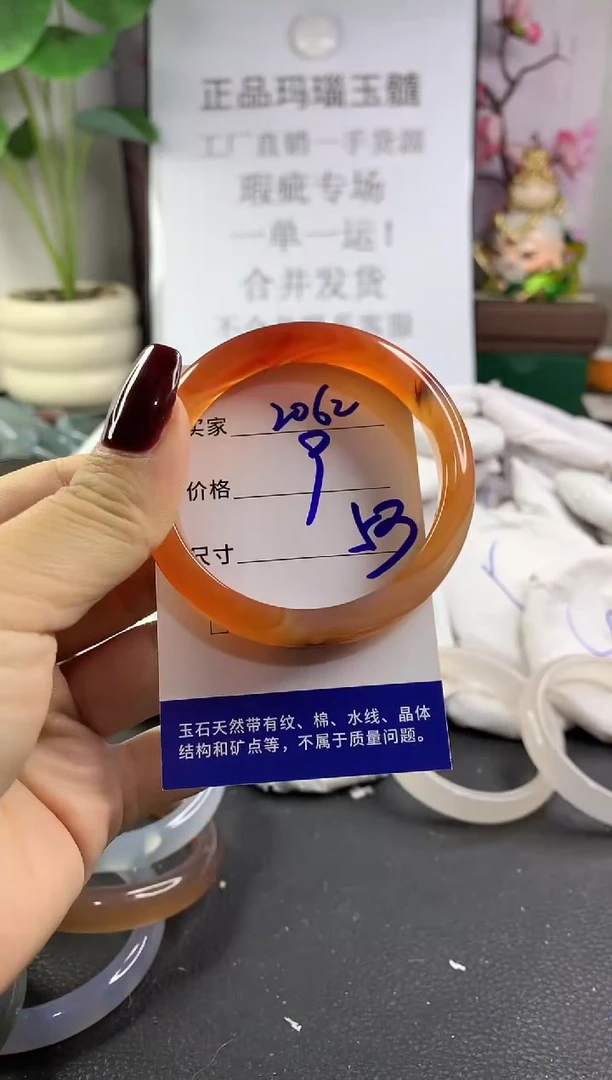 正品玛瑙玉髓
工厂直销一手货源
瑕疵专场
一单一运！
合并发货
买家 2062
价格 9
尺寸 53
玉石天然带有纹、棉、水线、晶体
结构和矿点等，不属于质量问题。